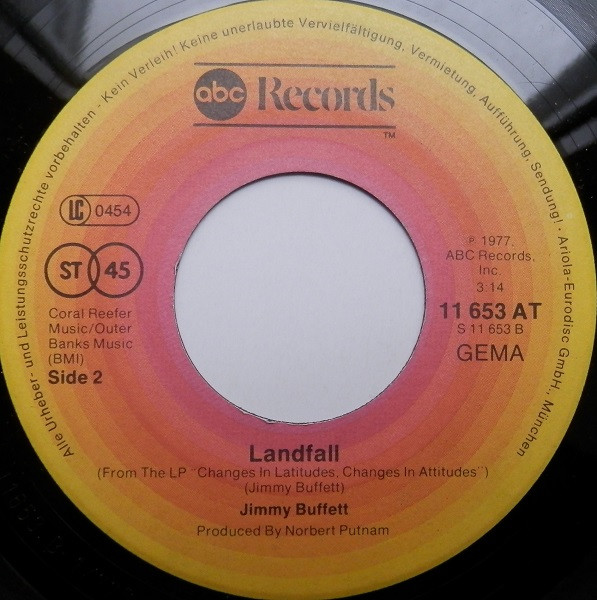 Alle Urheber- und Leistungsschutzrechte vorbehalten - Kein Verleih! Keine unerlaubte Vervielfältigung, Vermietung, Aufführung, Sendung! · Ariola-Eurodisc GmbH., München
abc Records
TM
LC 0454
ST 45
Coral Reefer
Music/Outer
Banks Music
(BMI)
Side 2
℗ 1977.
ABC Records,
Inc.
3:14
11 653 AT
S 11 653 B
GEMA
Landfall
(From The LP "Changes In Latitudes, Changes In Attitudes")
(Jimmy Buffett)
Jimmy Buffett
Produced By Norbert Putnam